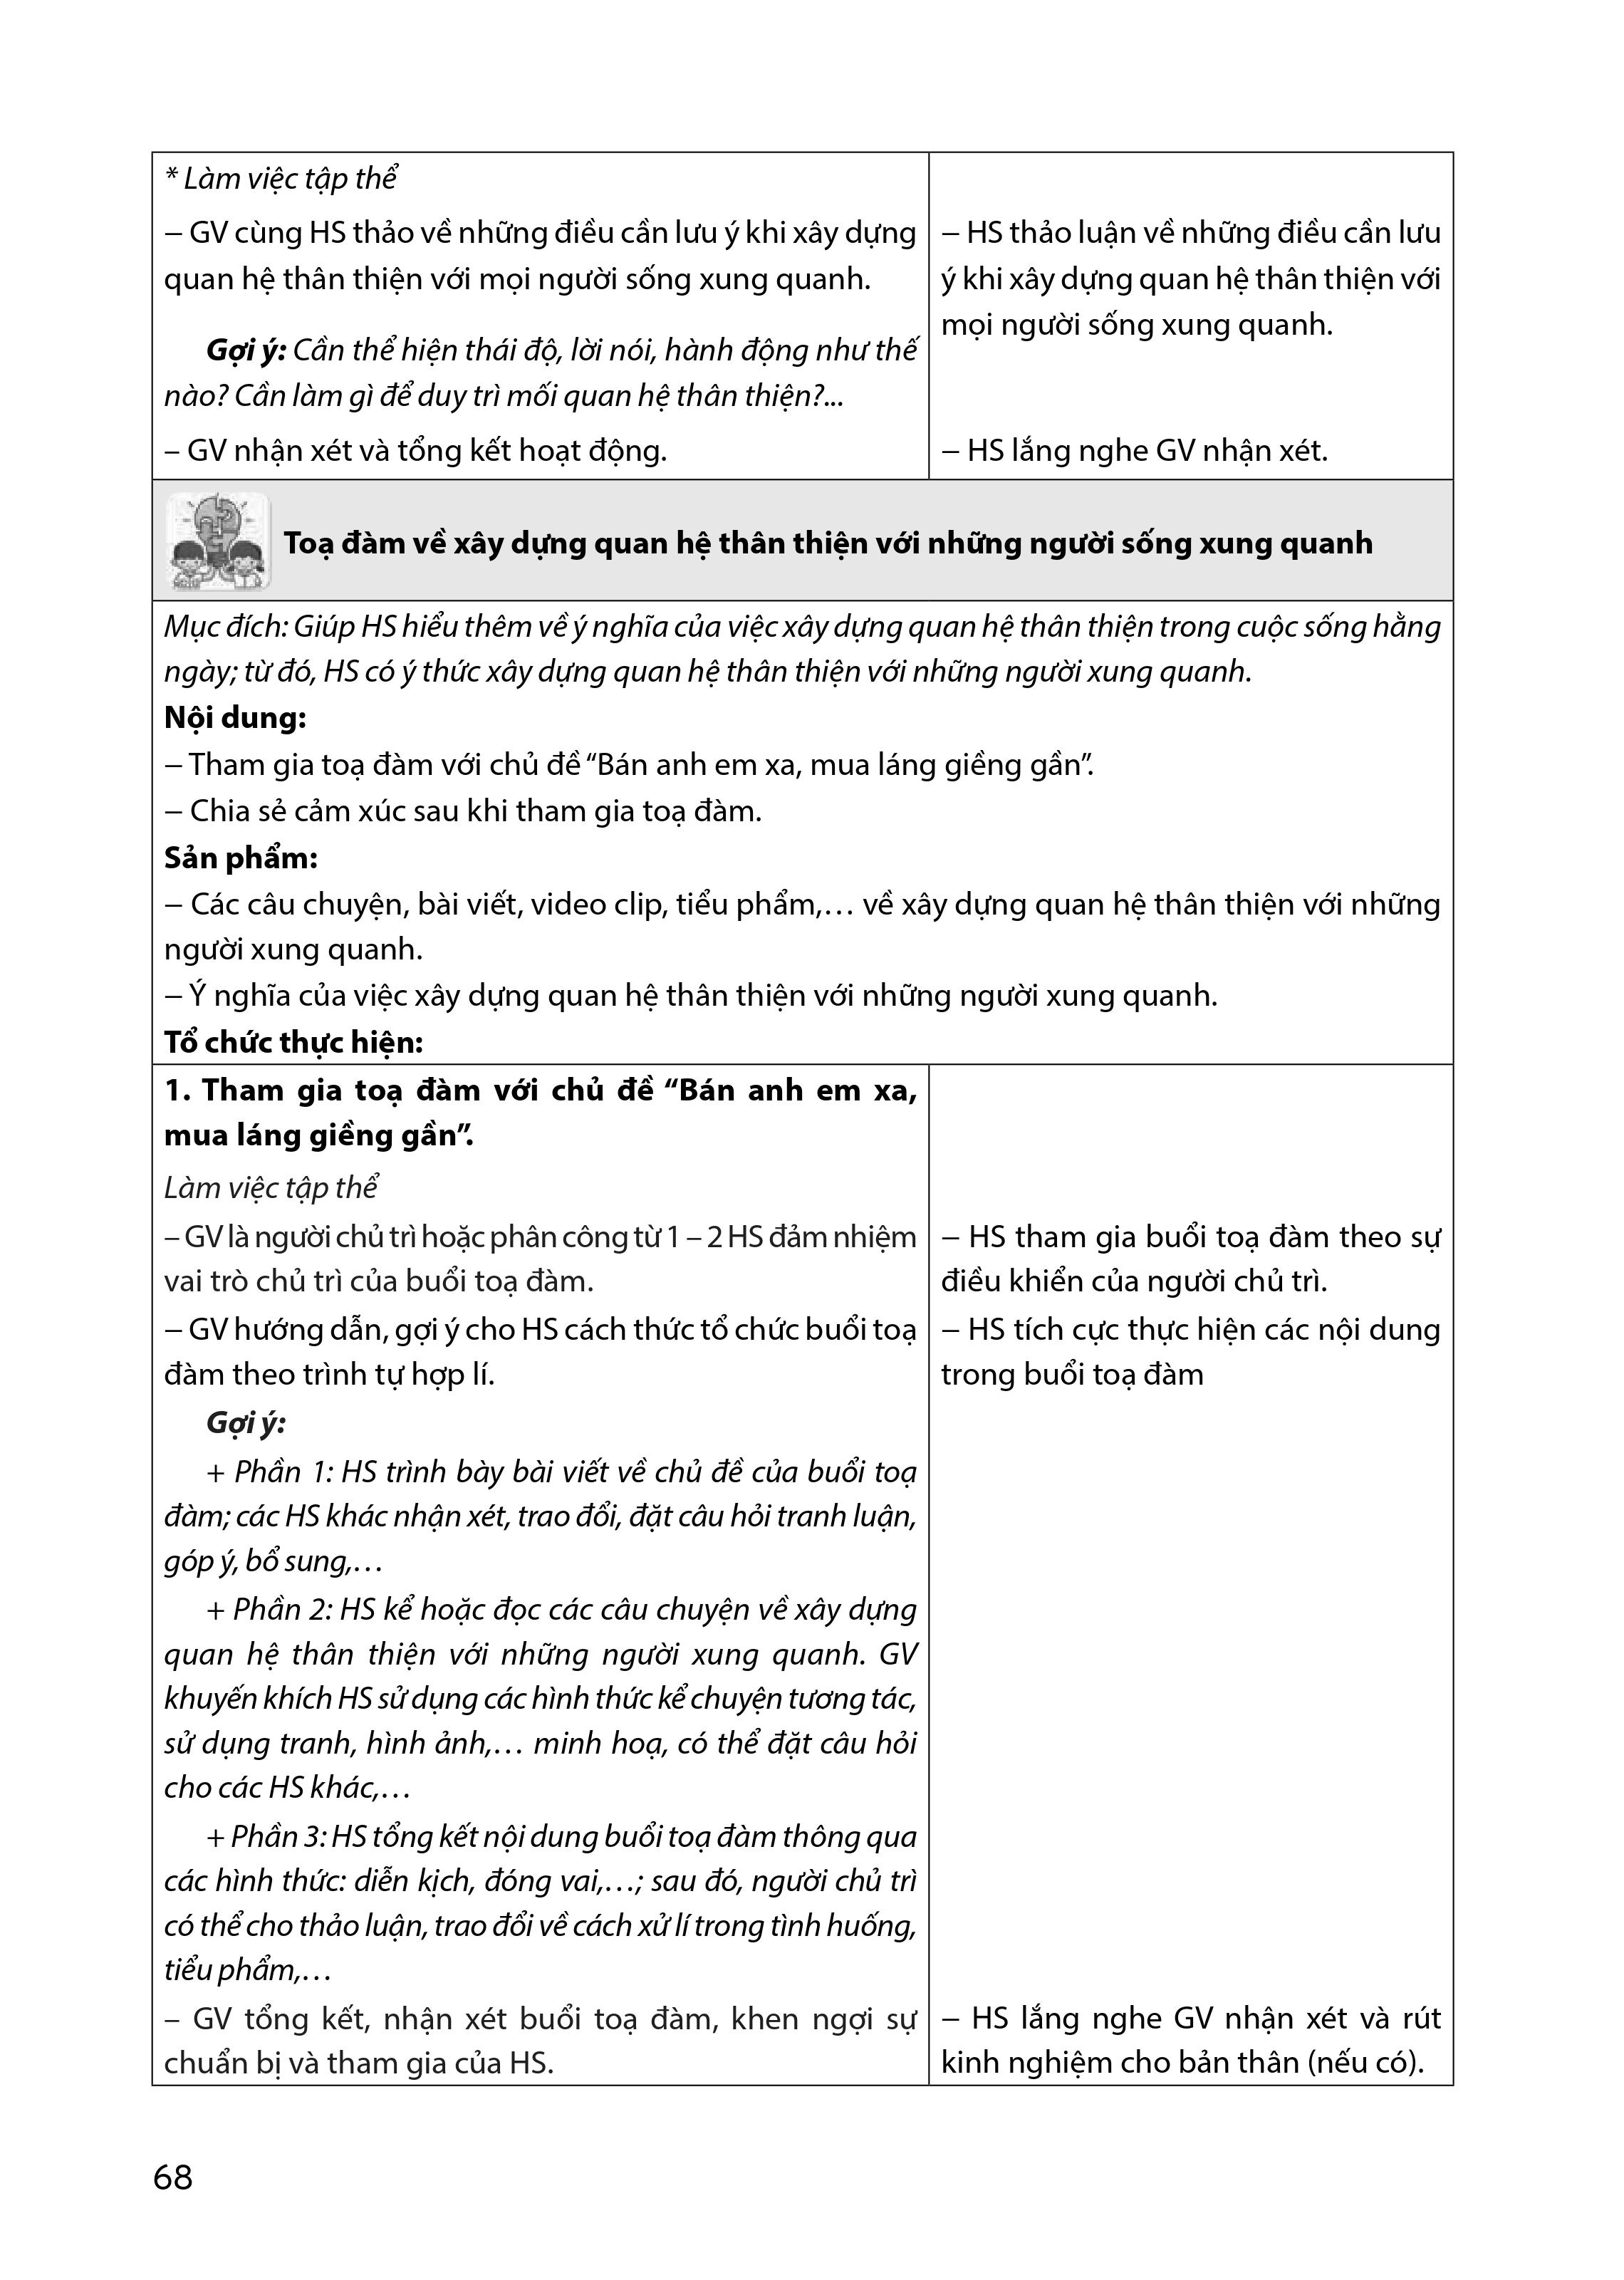 * Làm việc tập thể
– GV cùng HS thảo về những điều cần lưu ý khi xây dựng
quan hệ thân thiện với mọi người sống xung quanh.
Gợi ý: Cần thể hiện thái độ, lời nói, hành động như thế
nào? Cần làm gì để duy trì mối quan hệ thân thiện?...
– GV nhận xét và tổng kết hoạt động.
– HS thảo luận về những điều cần lưu
ý khi xây dựng quan hệ thân thiện với
mọi người sống xung quanh.
– HS lắng nghe GV nhận xét.
Toạ đàm về xây dựng quan hệ thân thiện với những người sống xung quanh
Mục đích: Giúp HS hiểu thêm về ý nghĩa của việc xây dựng quan hệ thân thiện trong cuộc sống hằng
ngày; từ đó, HS có ý thức xây dựng quan hệ thân thiện với những người xung quanh.
Nội dung:
– Tham gia toạ đàm với chủ đề “Bán anh em xa, mua láng giềng gần”.
– Chia sẻ cảm xúc sau khi tham gia toạ đàm.
Sản phẩm:
– Các câu chuyện, bài viết, video clip, tiểu phẩm,… về xây dựng quan hệ thân thiện với những
người xung quanh.
– Ý nghĩa của việc xây dựng quan hệ thân thiện với những người xung quanh.
Tổ chức thực hiện:
1. Tham gia toạ đàm với chủ đề “Bán anh em xa,
mua láng giềng gần”.
Làm việc tập thể
– GV là người chủ trì hoặc phân công từ 1 – 2 HS đảm nhiệm
vai trò chủ trì của buổi toạ đàm.
– GV hướng dẫn, gợi ý cho HS cách thức tổ chức buổi toạ
đàm theo trình tự hợp lí.
Gợi ý:
+ Phần 1: HS trình bày bài viết về chủ đề của buổi toạ
đàm; các HS khác nhận xét, trao đổi, đặt câu hỏi tranh luận,
góp ý, bổ sung,…
+ Phần 2: HS kể hoặc đọc các câu chuyện về xây dựng
quan hệ thân thiện với những người xung quanh. GV
khuyến khích HS sử dụng các hình thức kể chuyện tương tác,
sử dụng tranh, hình ảnh,… minh hoạ, có thể đặt câu hỏi
cho các HS khác,…
+ Phần 3: HS tổng kết nội dung buổi toạ đàm thông qua
các hình thức: diễn kịch, đóng vai,…; sau đó, người chủ trì
có thể cho thảo luận, trao đổi về cách xử lí trong tình huống,
tiểu phẩm,…
– GV tổng kết, nhận xét buổi toạ đàm, khen ngợi sự
chuẩn bị và tham gia của HS.
– HS tham gia buổi toạ đàm theo sự
điều khiển của người chủ trì.
– HS tích cực thực hiện các nội dung
trong buổi toạ đàm
– HS lắng nghe GV nhận xét và rút
kinh nghiệm cho bản thân (nếu có).
68